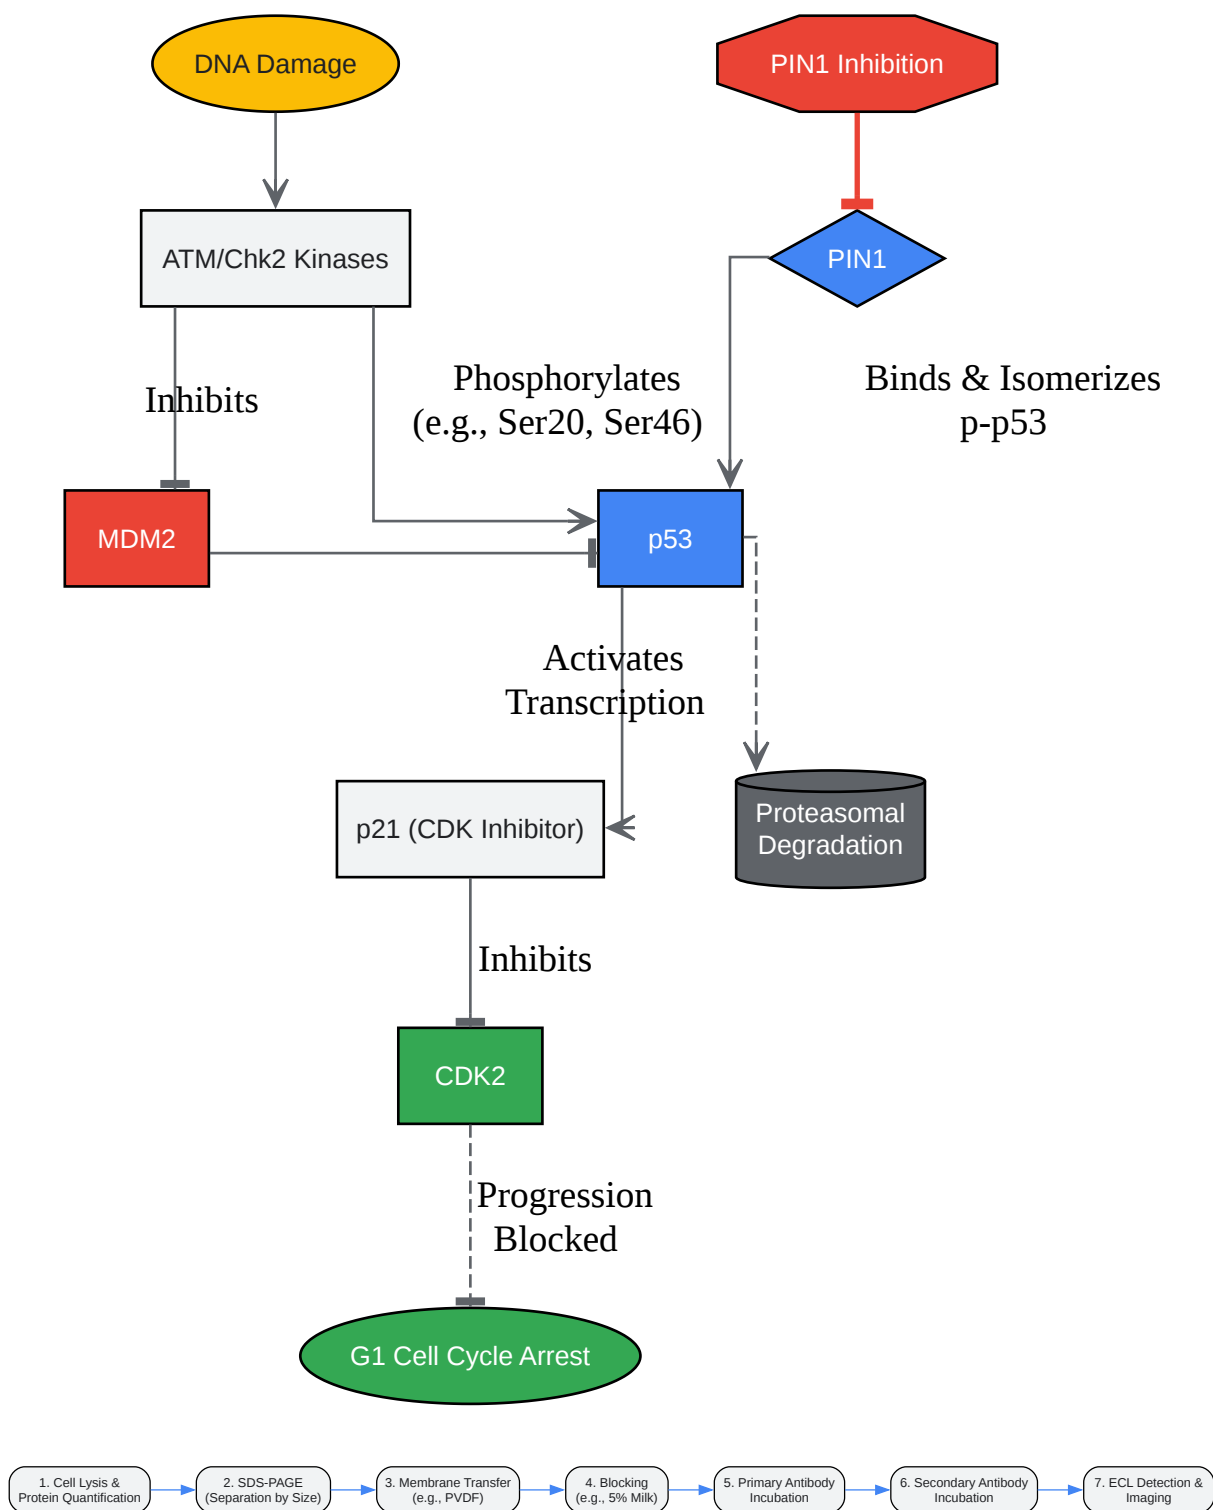 DNA Damage
PIN1 Inhibition
ATM/Chk2 Kinases
PIN1
Inhibits
Phosphorylates
(e.g., Ser20, Ser46)
Binds & Isomerizes
p-p53
MDM2
p53
Activates
Transcription
p21 (CDK Inhibitor)
Proteasomal
Degradation
Inhibits
CDK2
Progression
Blocked
G1 Cell Cycle Arrest
1. Cell Lysis &
Protein Quantification
2. SDS-PAGE
(Separation by Size)
3. Membrane Transfer
(e.g., PVDF)
4. Blocking
(e.g., 5% Milk)
5. Primary Antibody
Incubation
6. Secondary Antibody
Incubation
7. ECL Detection &
Imaging